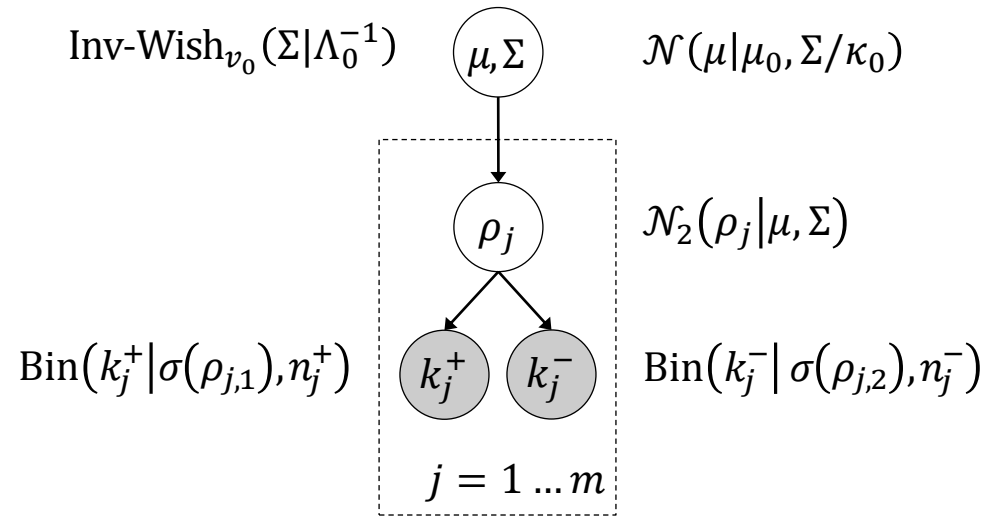 Inv-Wish_{v_0}(Σ|Λ_0^{-1})
μ, Σ
𝒩(μ|μ_0, Σ/κ_0)
ρ_j
𝒩_2(ρ_j|μ, Σ)
Bin(k_j^+|σ(ρ_{j,1}), n_j^+)
k_j^+
k_j^-
Bin(k_j^-| σ(ρ_{j,2}), n_j^-)
j = 1 … m